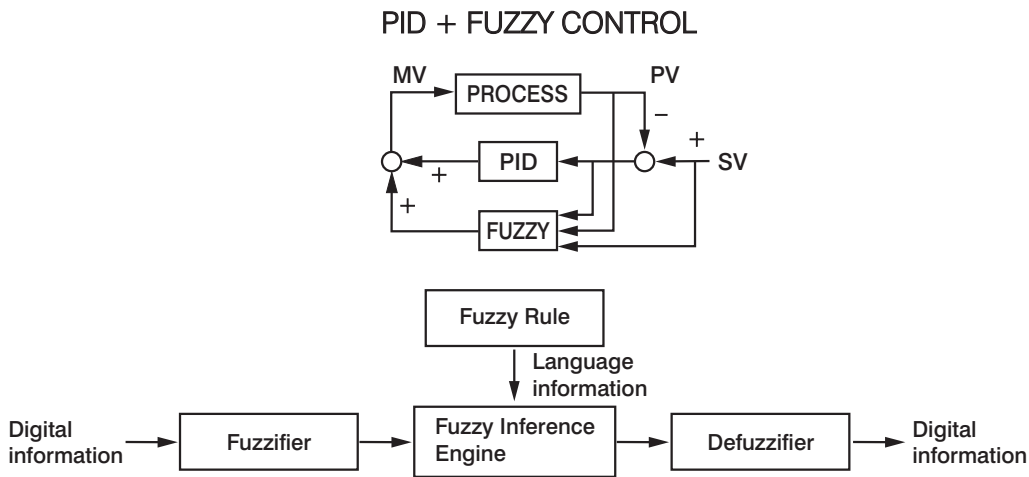 PID + FUZZY CONTROL
MV
PROCESS
PV
−
+
PID
SV
+
+
FUZZY
Fuzzy Rule
Language
information
Digital
information
Fuzzifier
Fuzzy Inference
Engine
Defuzzifier
Digital
information